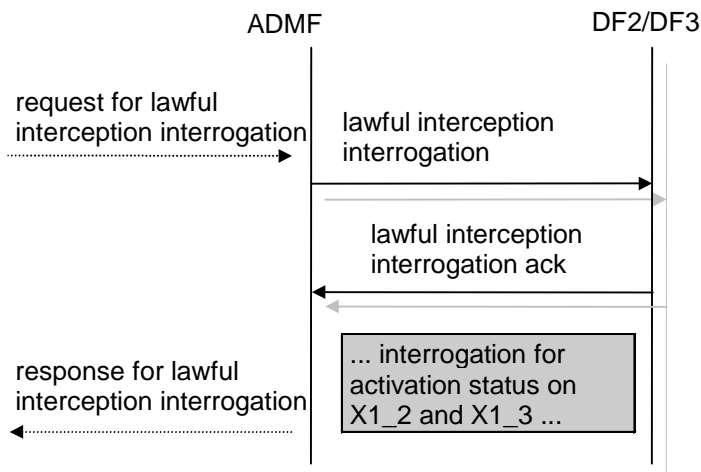 ADMF
DF2/DF3
request for lawful
interception interrogation
lawful interception
interrogation
lawful interception
interrogation ack
... interrogation for
activation status on
X1_2 and X1_3 ...
response for lawful
interception interrogation